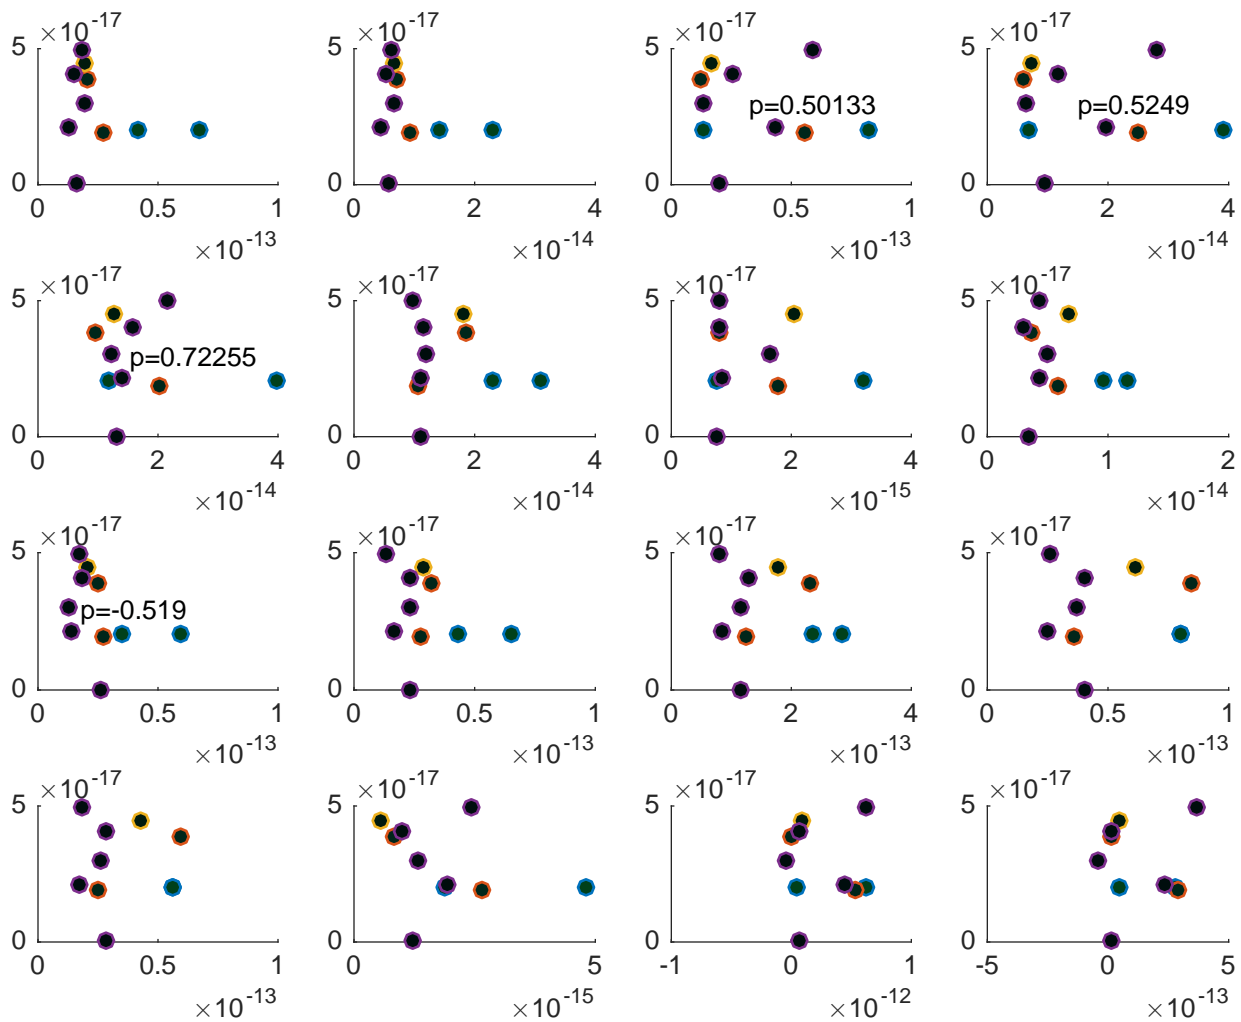 ×10^-17 ×10^-17 ×10^-17 ×10^-17
5 5 5 5
p=0.50133 p=0.5249
0 0 0 0
0 0.5 1 0 2 4 0 0.5 1 0 2 4
×10^-13 ×10^-14 ×10^-13 ×10^-14
×10^-17 ×10^-17 ×10^-17 ×10^-17
5 5 5 5
p=0.72255
0 0 0 0
0 2 4 0 2 4 0 2 4 0 1 2
×10^-14 ×10^-14 ×10^-15 ×10^-14
×10^-17 ×10^-17 ×10^-17 ×10^-17
5 5 5 5
p=-0.519
0 0 0 0
0 0.5 1 0 0.5 1 0 2 4 0 0.5 1
×10^-13 ×10^-13 ×10^-13 ×10^-13
×10^-17 ×10^-17 ×10^-17 ×10^-17
5 5 5 5
0 0 0 0
0 0.5 1 0 5 -1 0 1 -5 0 5
×10^-13 ×10^-15 ×10^-12 ×10^-13